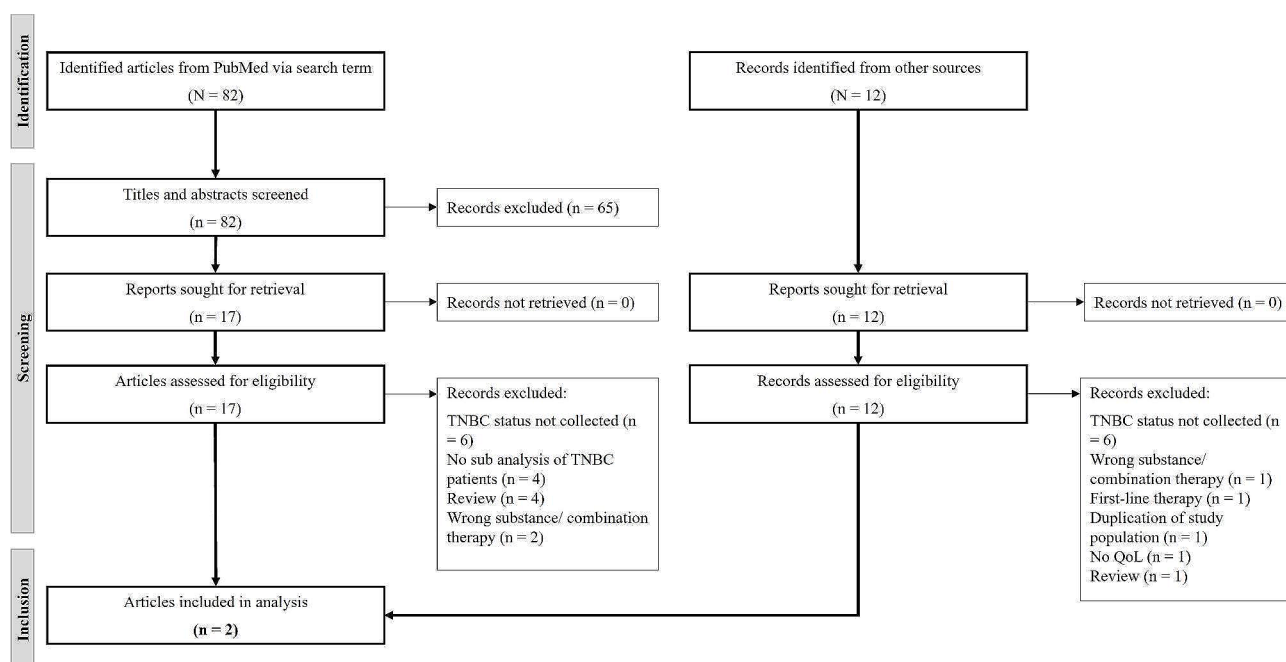 Identification
Identified articles from PubMed via search term
(N = 82)
Records identified from other sources
(N = 12)
Screening
Titles and abstracts screened
(n = 82)
Records excluded (n = 65)
Reports sought for retrieval
(n = 17)
Records not retrieved (n = 0)
Reports sought for retrieval
(n = 12)
Records not retrieved (n = 0)
Articles assessed for eligibility
(n = 17)
Records excluded:
TNBC status not collected (n
= 6)
No sub analysis of TNBC
patients (n = 4)
Review (n = 4)
Wrong substance/ combination
therapy (n = 2)
Records assessed for eligibility
(n = 12)
Records excluded:
TNBC status not collected (n
= 6)
Wrong substance/
combination therapy (n = 1)
First-line therapy (n = 1)
Duplication of study
population (n = 1)
No QoL (n = 1)
Review (n = 1)
Inclusion
Articles included in analysis
(n = 2)